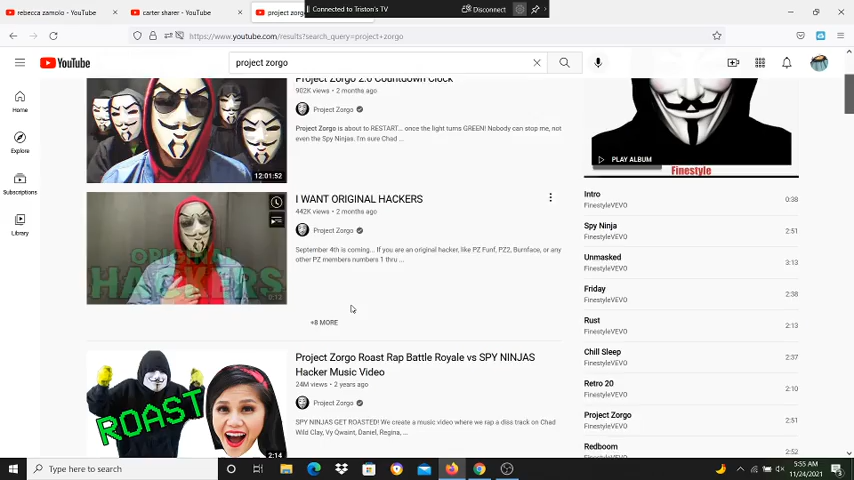 rebecca zamolo - YouTube
carter sharer - YouTube
project zorgo
Connected to Triston's TV
Disconnect
https://www.youtube.com/results?search_query=project+zorgo
YouTube
project zorgo
Home
Explore
Subscriptions
Library
Project Zorgo 2.0 Countdown Clock
902K views • 2 months ago
Project Zorgo
Project Zorgo is about to RESTART... once the light turns GREEN! Nobody can stop me, not
even the Spy Ninjas. I'm sure Chad ...
12:01:52
I WANT ORIGINAL HACKERS
442K views • 2 months ago
Project Zorgo
September 4th is coming... If you are an original hacker, like PZ Funf, PZ2, Burnface, or any
other PZ members numbers 1 thru ...
ORIGINAL
HACKERS
0:12
+8 MORE
Project Zorgo Roast Rap Battle Royale vs SPY NINJAS
Hacker Music Video
24M views • 2 years ago
Project Zorgo
SPY NINJAS GET ROASTED! We create a music video where we rap a diss track on Chad
Wild Clay, Vy Qwaint, Daniel, Regina, ...
ROAST
2:14
PLAY ALBUM
Finestyle
Intro
FinestyleVEVO
0:38
Spy Ninja
FinestyleVEVO
2:51
Unmasked
FinestyleVEVO
3:13
Friday
FinestyleVEVO
2:38
Rust
FinestyleVEVO
2:13
Chill Sleep
FinestyleVEVO
2:37
Retro 20
FinestyleVEVO
2:10
Project Zorgo
FinestyleVEVO
2:51
Redboom
FinestyleVEVO
2:52
Type here to search
5:55 AM
11/24/2021